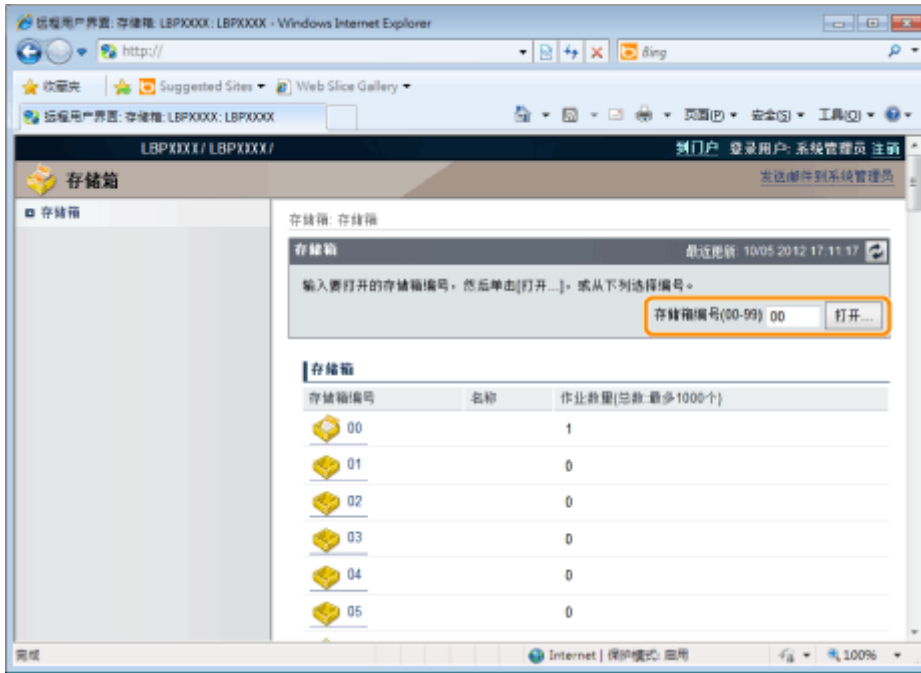 远程用户界面: 存储箱: LBPXXXX: LBPXXXX - Windows Internet Explorer
http://
Bing
收藏夹 Suggested Sites Web Slice Gallery
远程用户界面: 存储箱: LBPXXXX: LBPXXXX 页面(P) 安全(S) 工具(O)
LBPXXXX/ LBPXXXX/ 到门户 登录用户: 系统管理员 注销
存储箱 发送邮件到系统管理员
存储箱
存储箱: 存储箱
存储箱 最近更新: 10/05 2012 17:11:17
输入要打开的存储箱编号，然后单击[打开...]，或从下列选择编号。
存储箱编号(00-99) 00 打开...
存储箱
存储箱编号 名称 作业数量(总数:最多1000个)
00 1
01 0
02 0
03 0
04 0
05 0
完成 Internet | 保护模式: 启用 100%